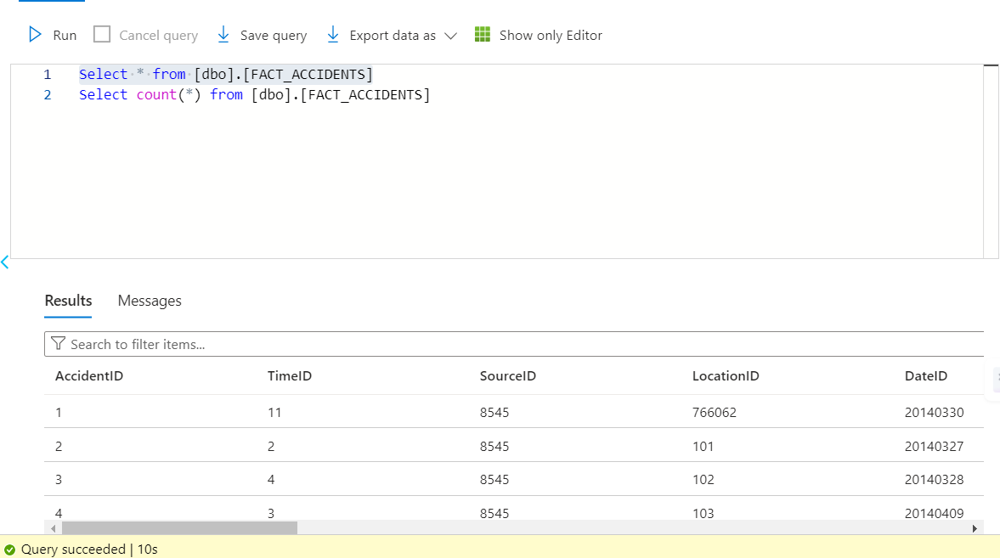 Run Cancel query Save query Export data as Show only Editor
1 Select * from [dbo].[FACT_ACCIDENTS]
2 Select count(*) from [dbo].[FACT_ACCIDENTS]
Results Messages
Search to filter items...
AccidentID TimeID SourceID LocationID DateID
1 11 8545 766062 20140330
2 2 8545 101 20140327
3 4 8545 102 20140328
4 3 8545 103 20140409
Query succeeded | 10s